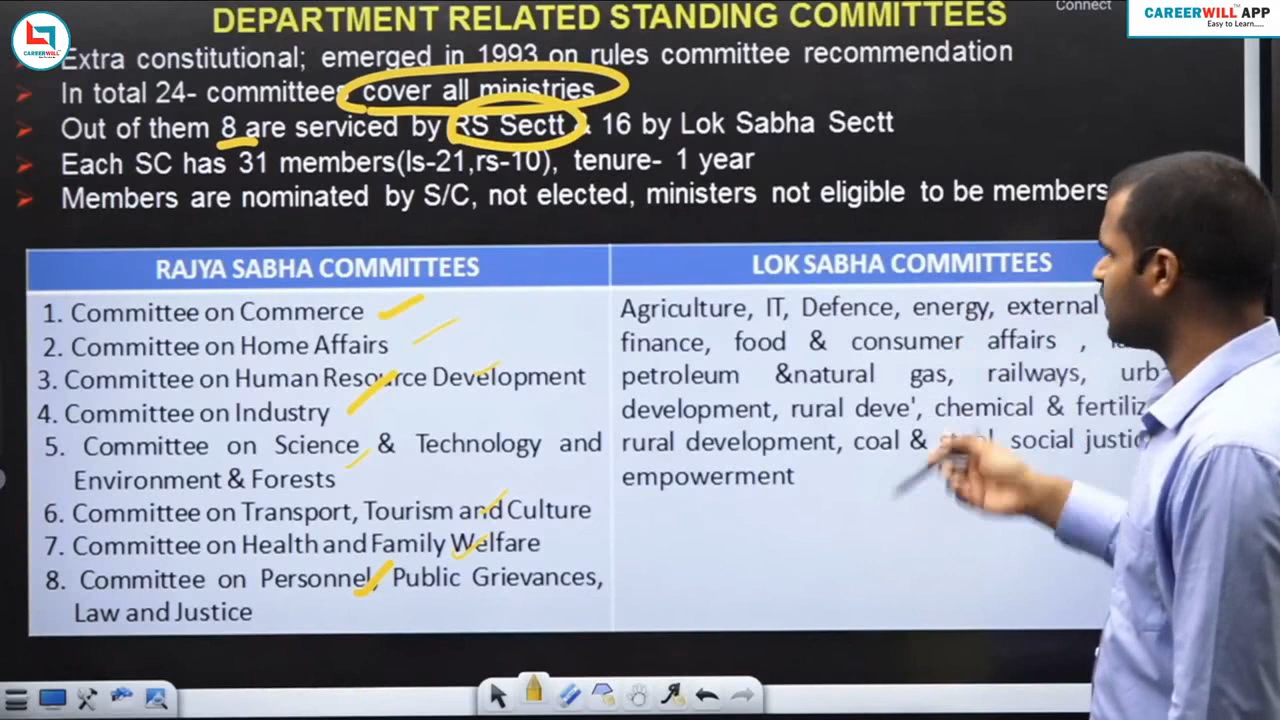 DEPARTMENT RELATED STANDING COMMITTEES
Connect
CAREERWILL APP
Easy to Learn.....
CAREERWILL
Extra constitutional; emerged in 1993 on rules committee recommendation
In total 24- committees cover all ministries
Out of them 8 are serviced by RS Sectt & 16 by Lok Sabha Sectt
Each SC has 31 members(ls-21,rs-10), tenure- 1 year
Members are nominated by S/C, not elected, ministers not eligible to be members
RAJYA SABHA COMMITTEES
1. Committee on Commerce
2. Committee on Home Affairs
3. Committee on Human Resource Development
4. Committee on Industry
5. Committee on Science & Technology and
Environment & Forests
6. Committee on Transport, Tourism and Culture
7. Committee on Health and Family Welfare
8. Committee on Personnel, Public Grievances,
Law and Justice
LOK SABHA COMMITTEES
Agriculture, IT, Defence, energy, external
finance, food & consumer affairs ,
petroleum &natural gas, railways, urb
development, rural deve', chemical & fertiliz
rural development, coal & social justic
empowerment